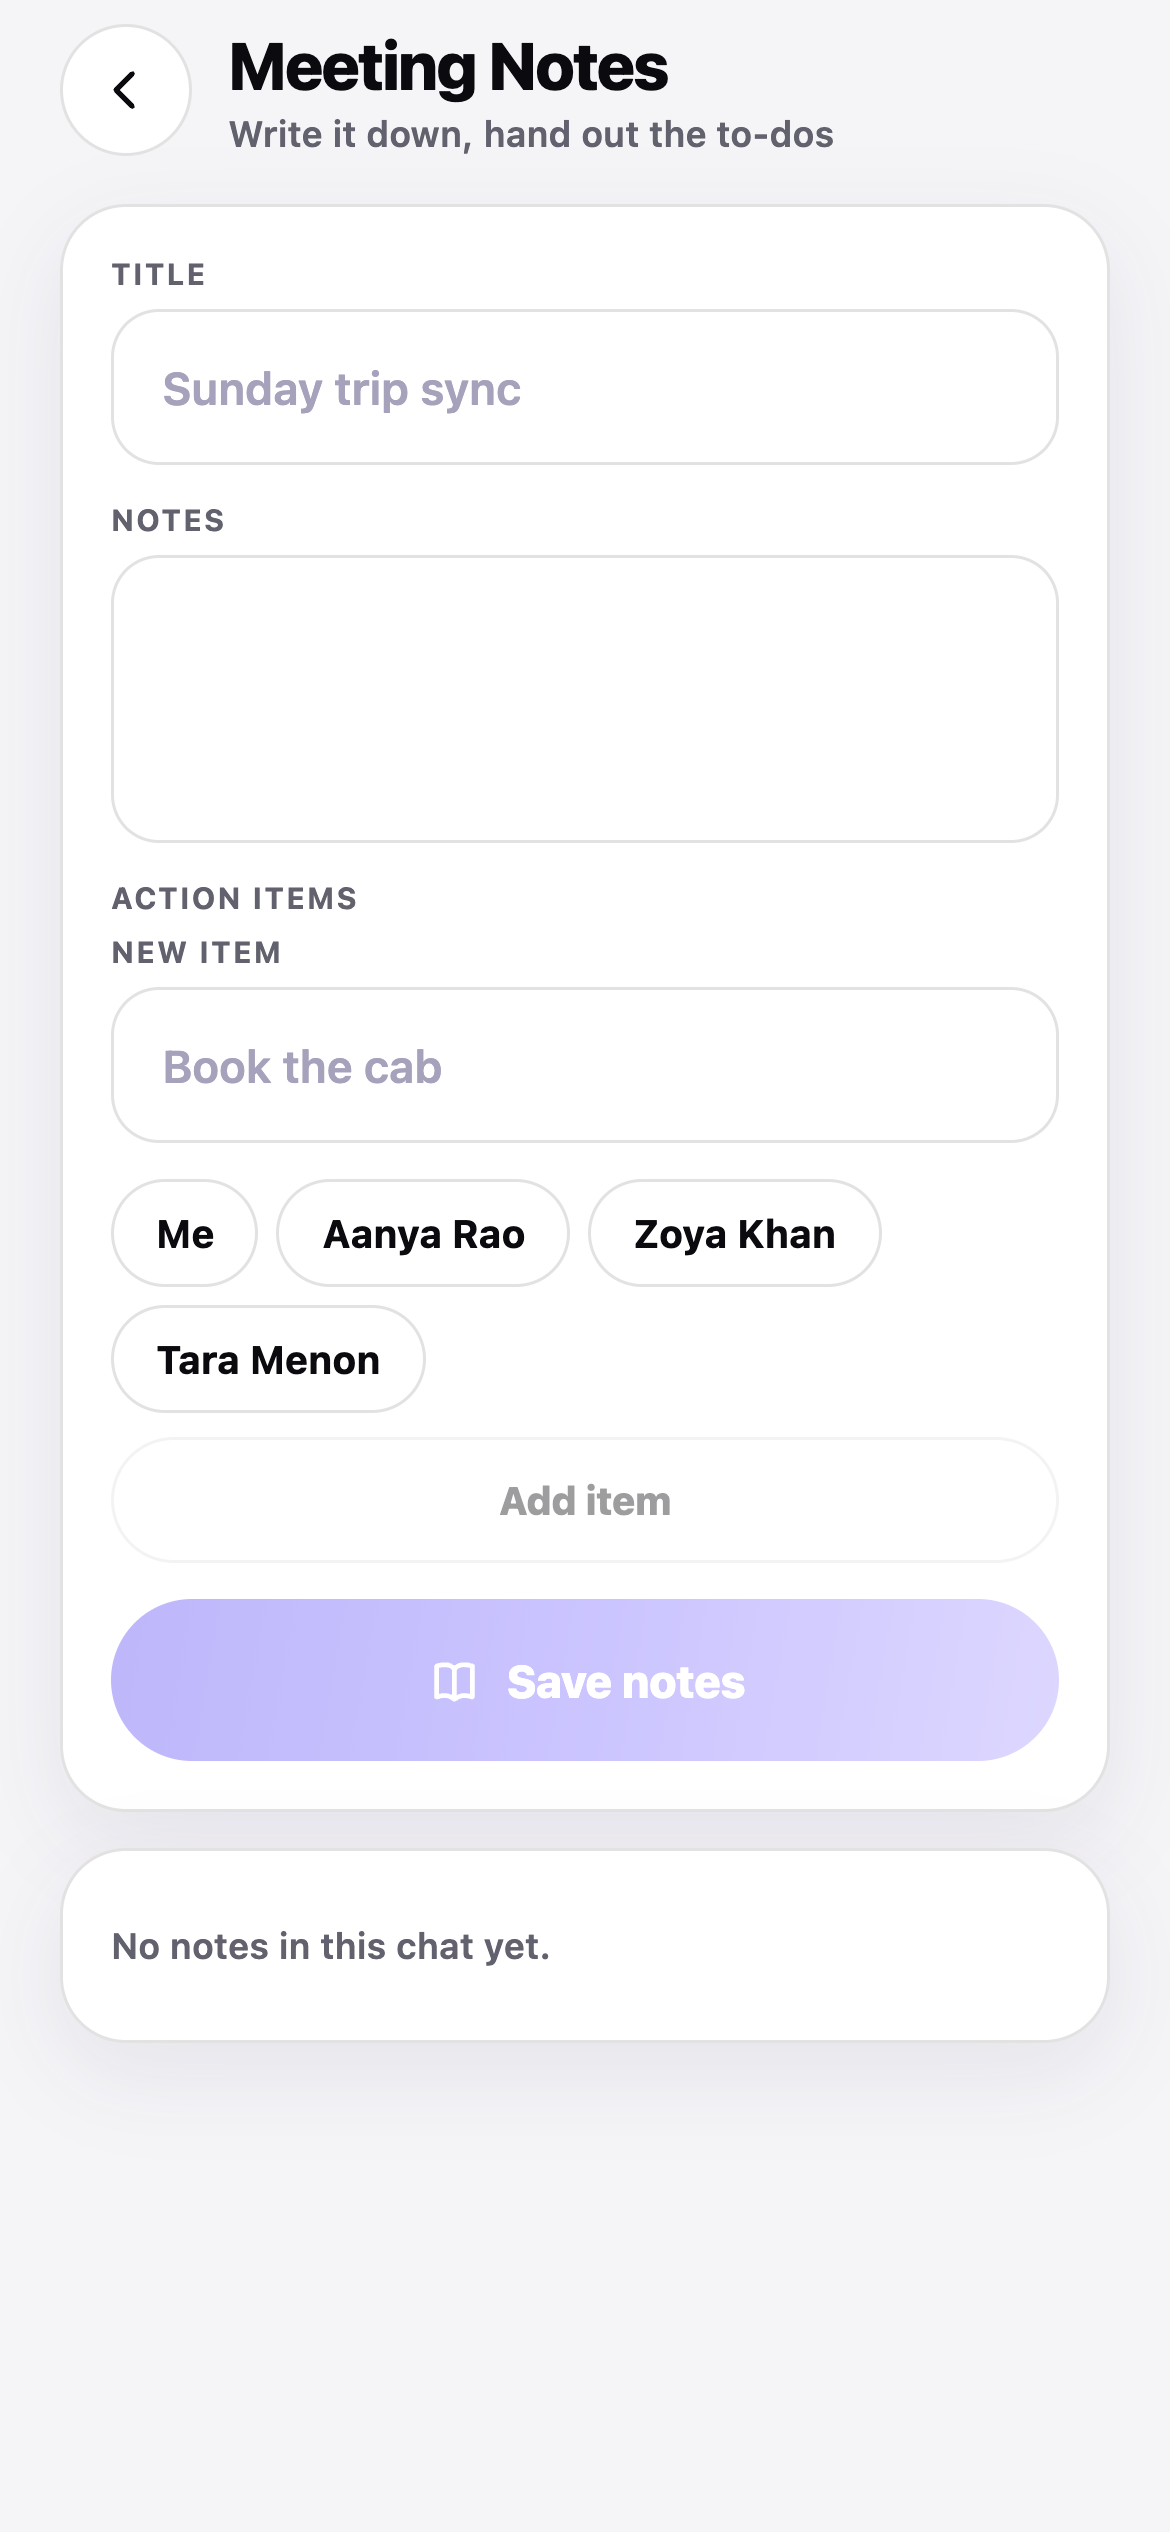 Meeting Notes
Write it down, hand out the to-dos
TITLE
Sunday trip sync
NOTES
ACTION ITEMS
NEW ITEM
Book the cab
Me
Aanya Rao
Zoya Khan
Tara Menon
Add item
Save notes
No notes in this chat yet.